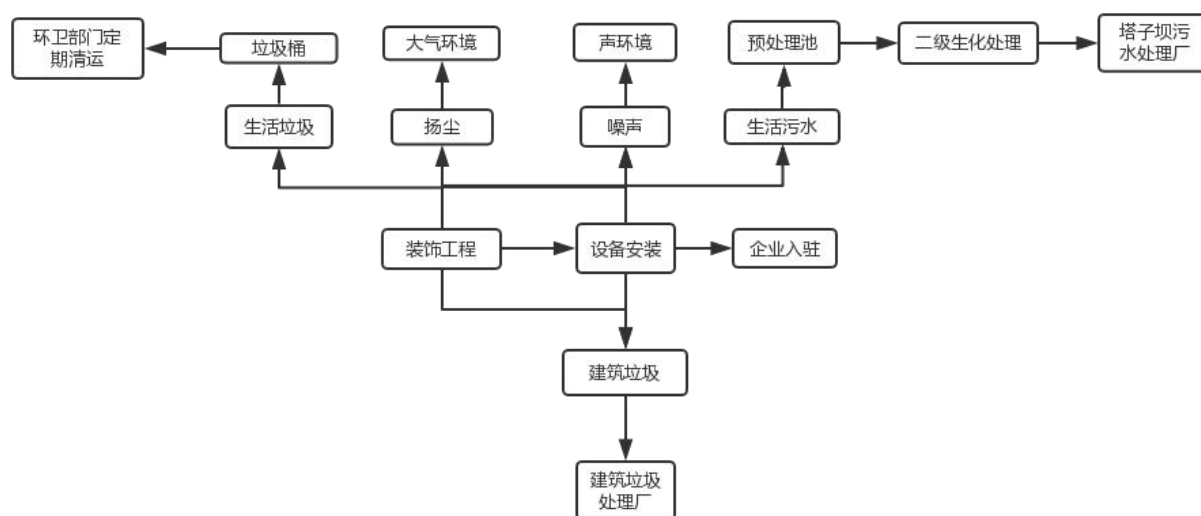 环卫部门定
期清运
垃圾桶
大气环境
声环境
预处理池
二级生化处理
塔子坝污
水处理厂
生活垃圾
扬尘
噪声
生活污水
装饰工程
设备安装
企业入驻
建筑垃圾
建筑垃圾
处理厂